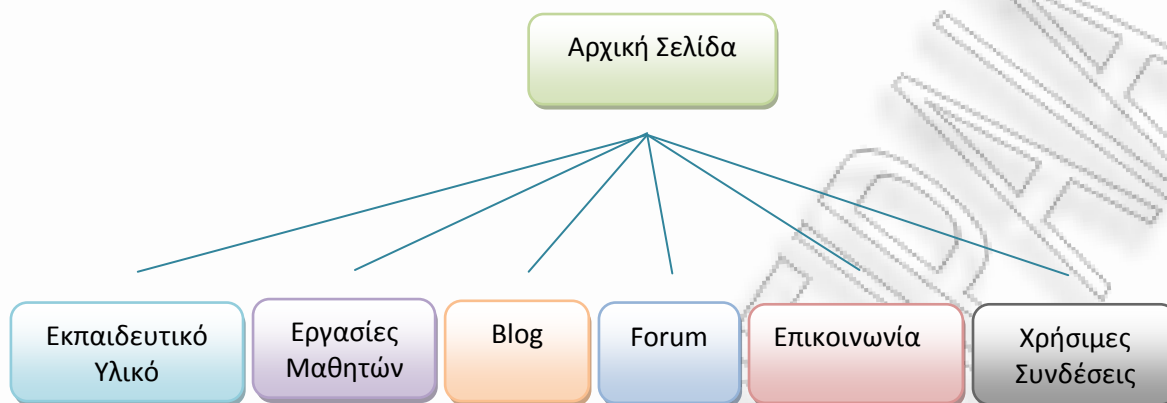 Αρχική Σελίδα
Εκπαιδευτικό
Υλικό
Εργασίες
Μαθητών
Blog
Forum
Επικοινωνία
Χρήσιμες
Συνδέσεις